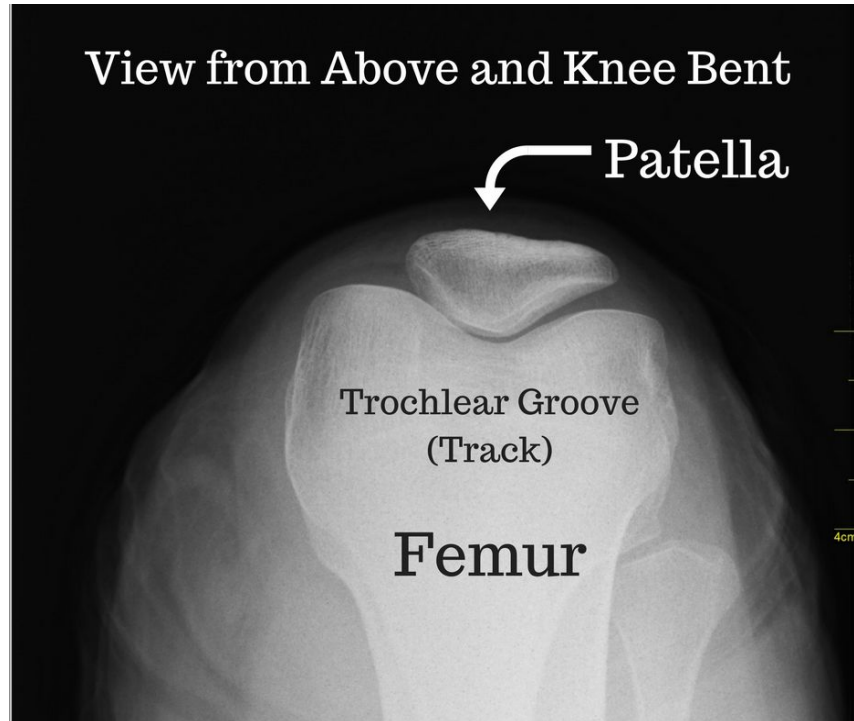 View from Above and Knee Bent
Patella
Trochlear Groove
(Track)
Femur
4cm